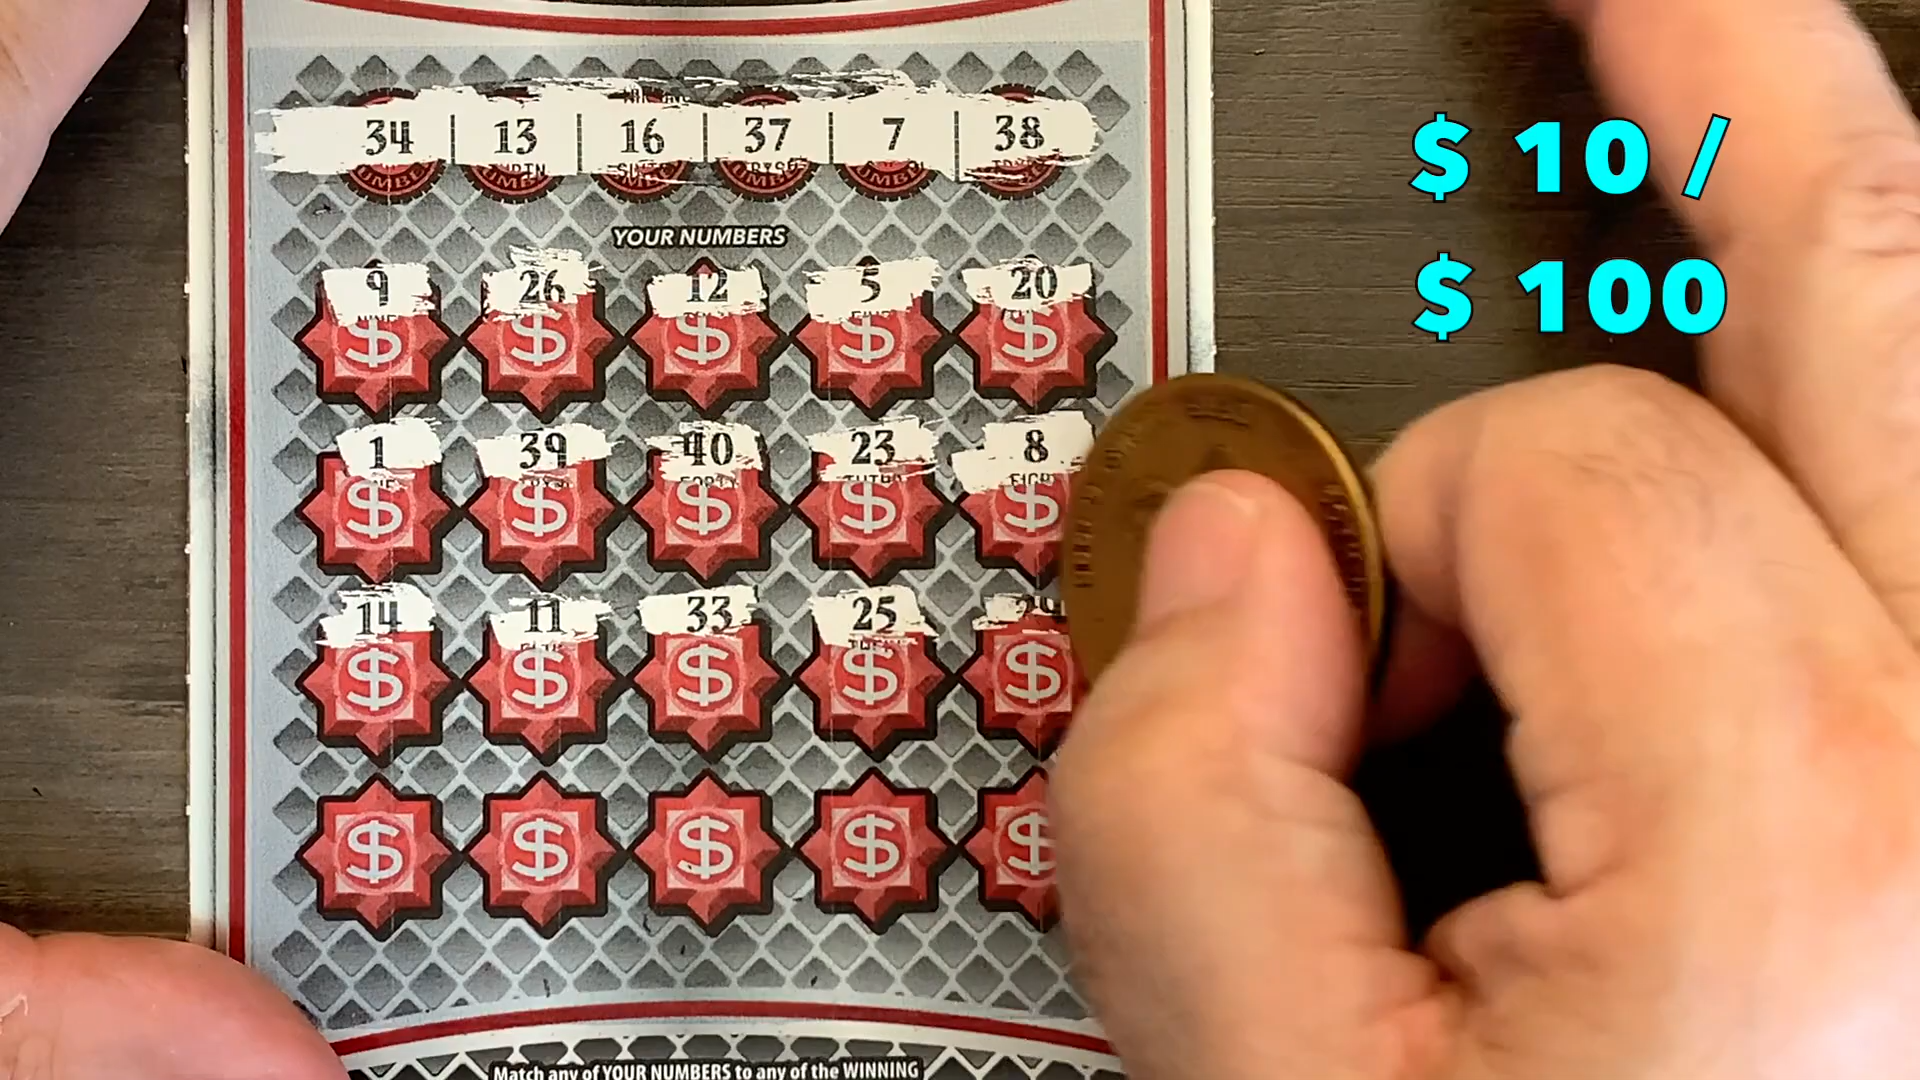 34 13 16 37 7 38
YOUR NUMBERS
9 26 12 5 20
$ $ $ $ $
1 39 40 23 8
$ $ $ $ $
14 11 33 25 29
$ $ $ $ $
$ $ $ $ $
Match any of YOUR NUMBERS to any of the WINNING
$ 10 /
$ 100